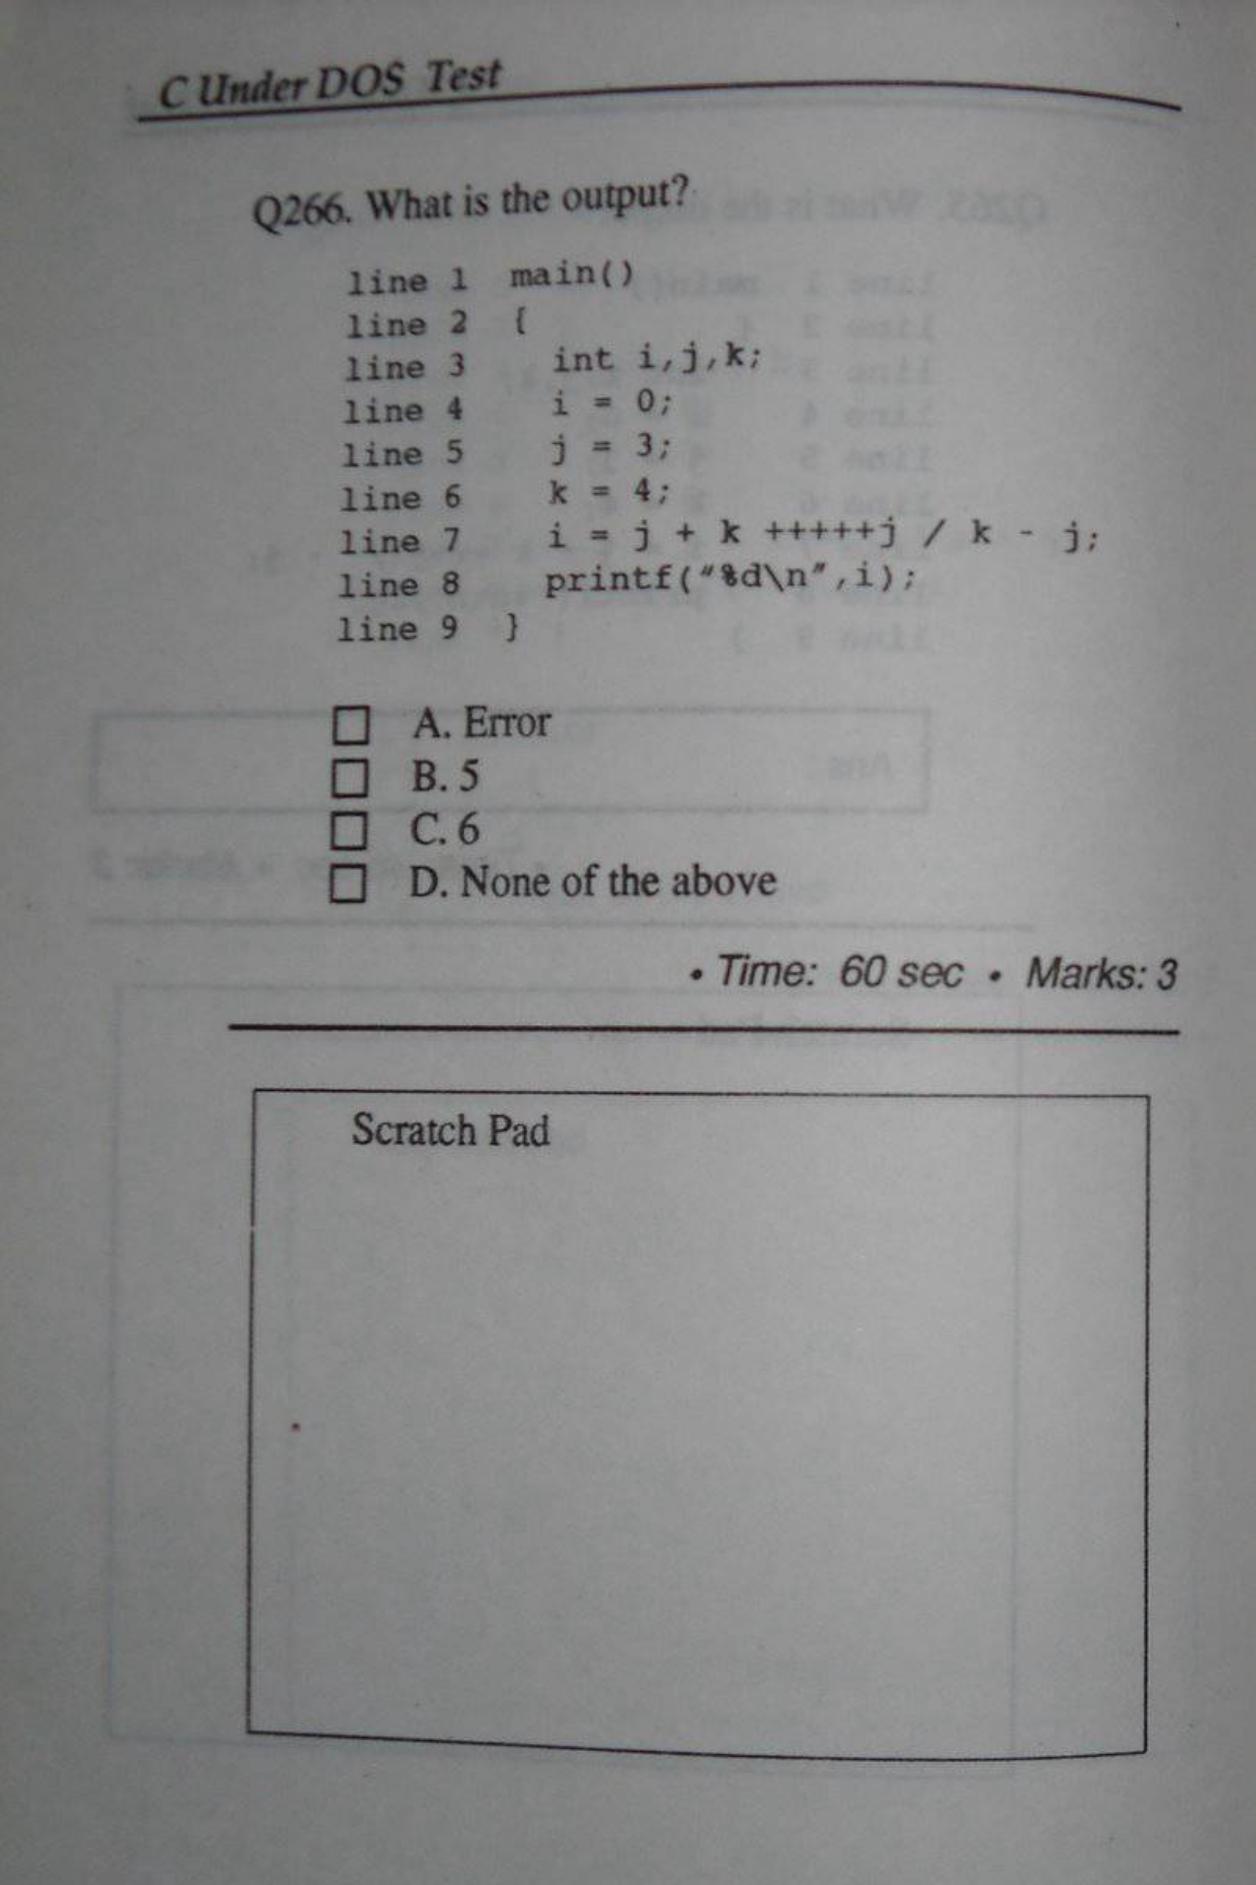 C Under DOS Test
Q266. What is the output?
line 1 main()
line 2 {
line 3 int i,j,k;
line 4 i = 0;
line 5 j = 3;
line 6 k = 4;
line 7 i = j + k +++++j / k - j;
line 8 printf("%d\n",i);
line 9 }
A. Error
B. 5
C. 6
D. None of the above
• Time: 60 sec • Marks: 3
Scratch Pad